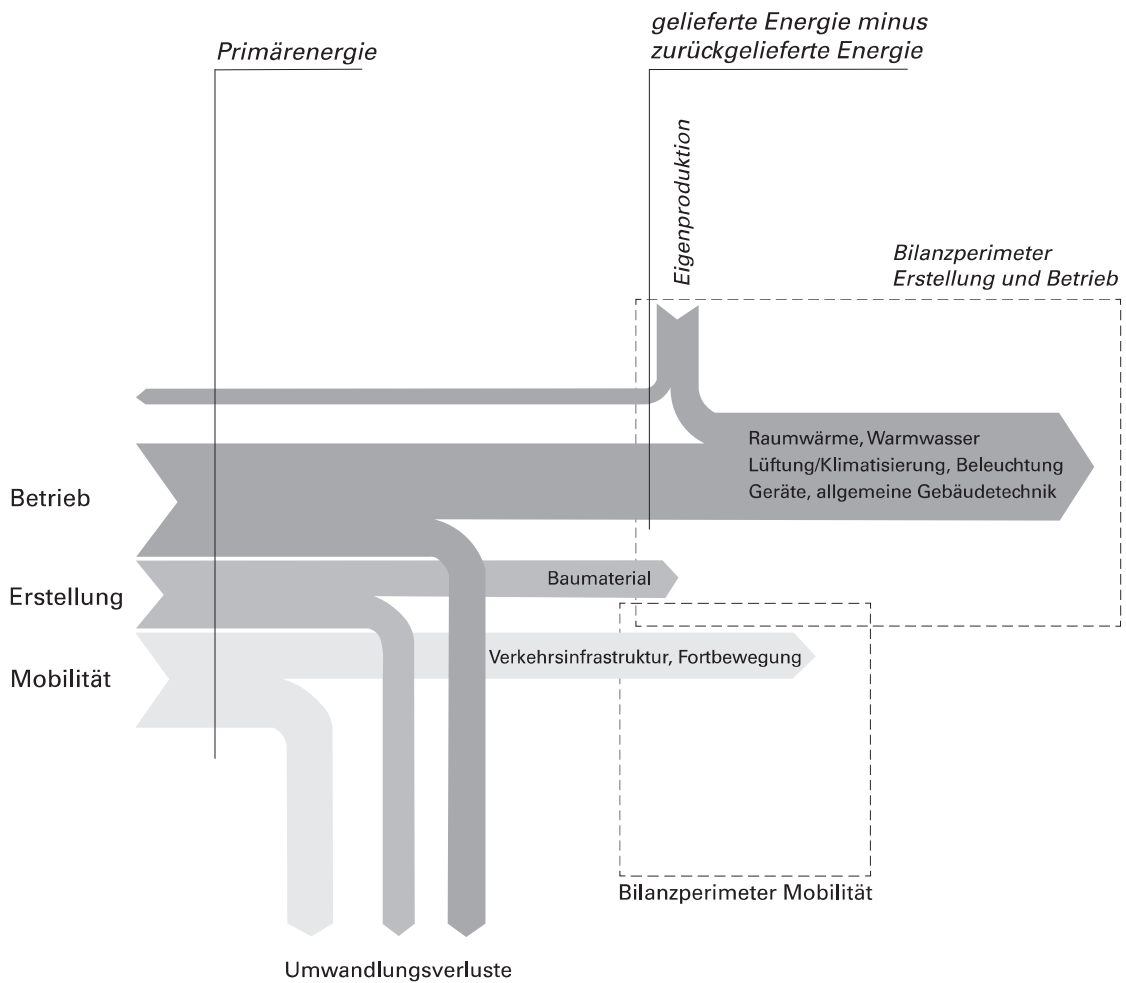 Primärenergie
gelieferte Energie minus
zurückgelieferte Energie
Eigenproduktion
Bilanzperimeter
Erstellung und Betrieb
Raumwärme, Warmwasser
Lüftung/Klimatisierung, Beleuchtung
Geräte, allgemeine Gebäudetechnik
Betrieb
Baumaterial
Erstellung
Verkehrsinfrastruktur, Fortbewegung
Mobilität
Bilanzperimeter Mobilität
Umwandlungsverluste